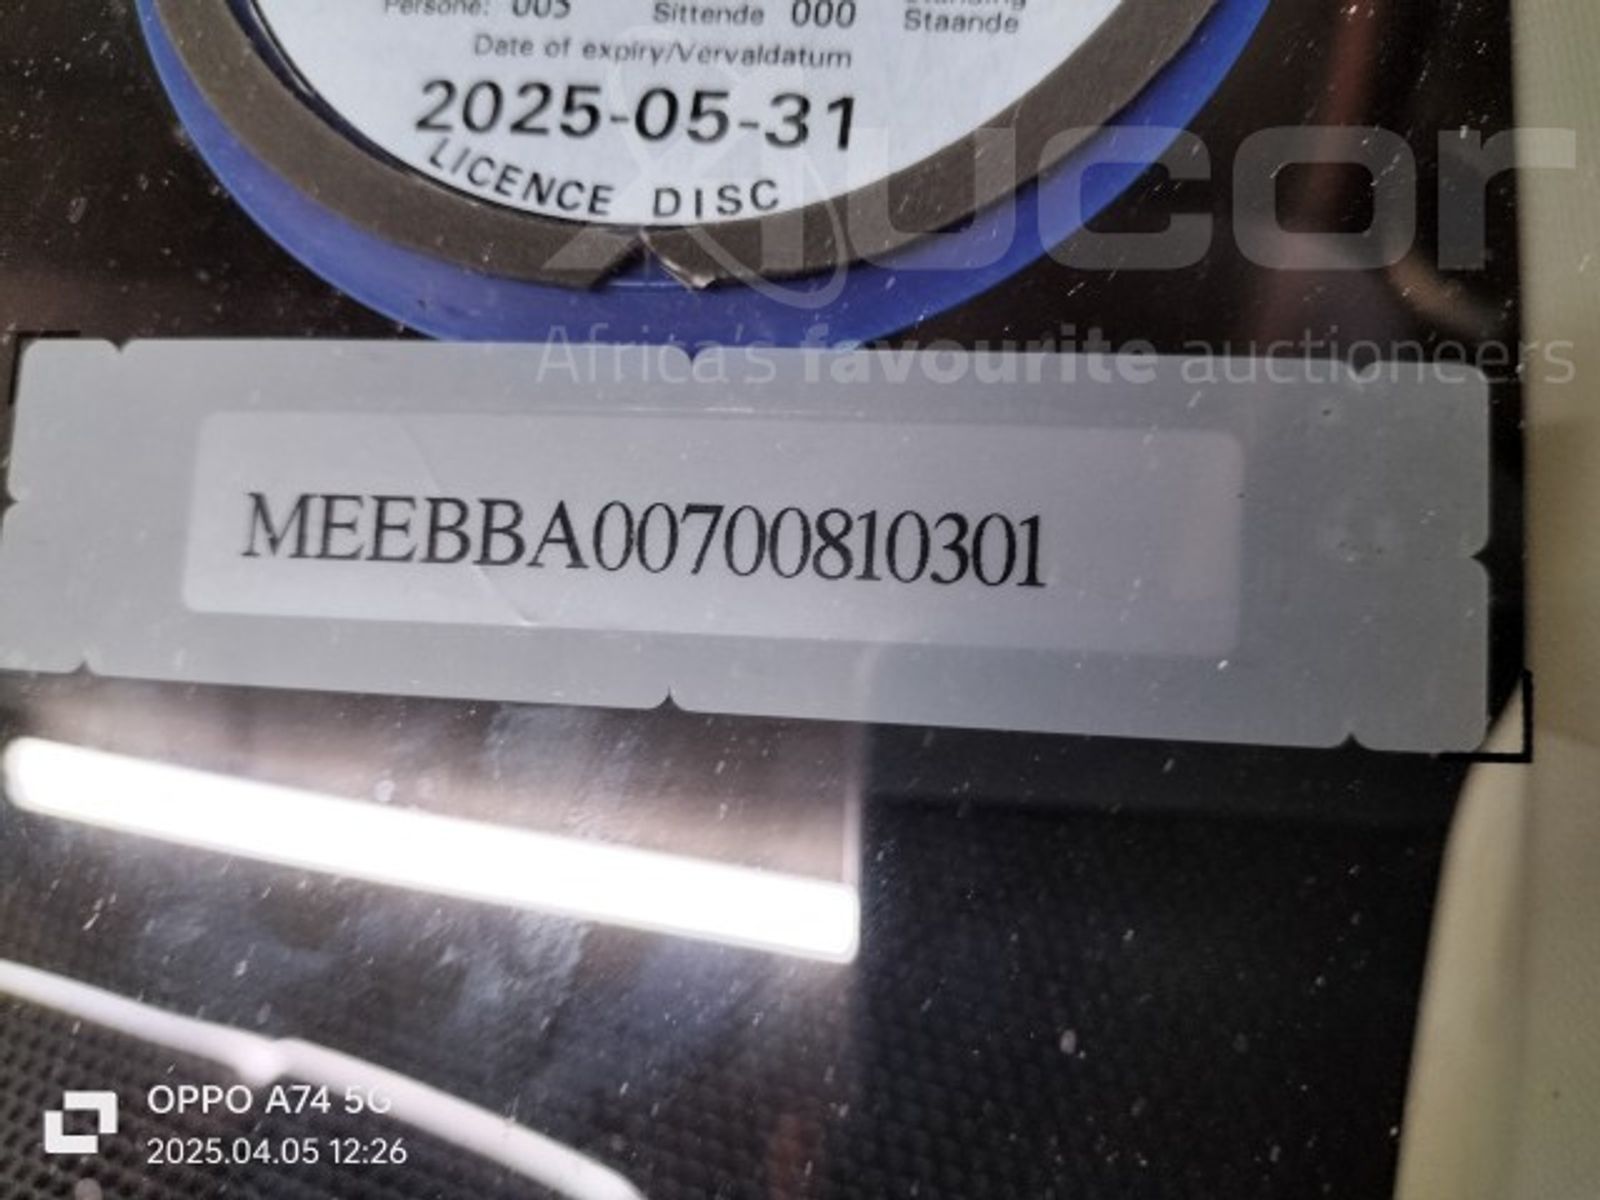 Persone: 005 Sittende 000 Staande
Date of expiry/Vervaldatum
2025-05-31
LICENCE DISC
Aucor
Africa's favourite auctioneers
MEEBBA00700810301
OPPO A74 5G
2025.04.05 12:26